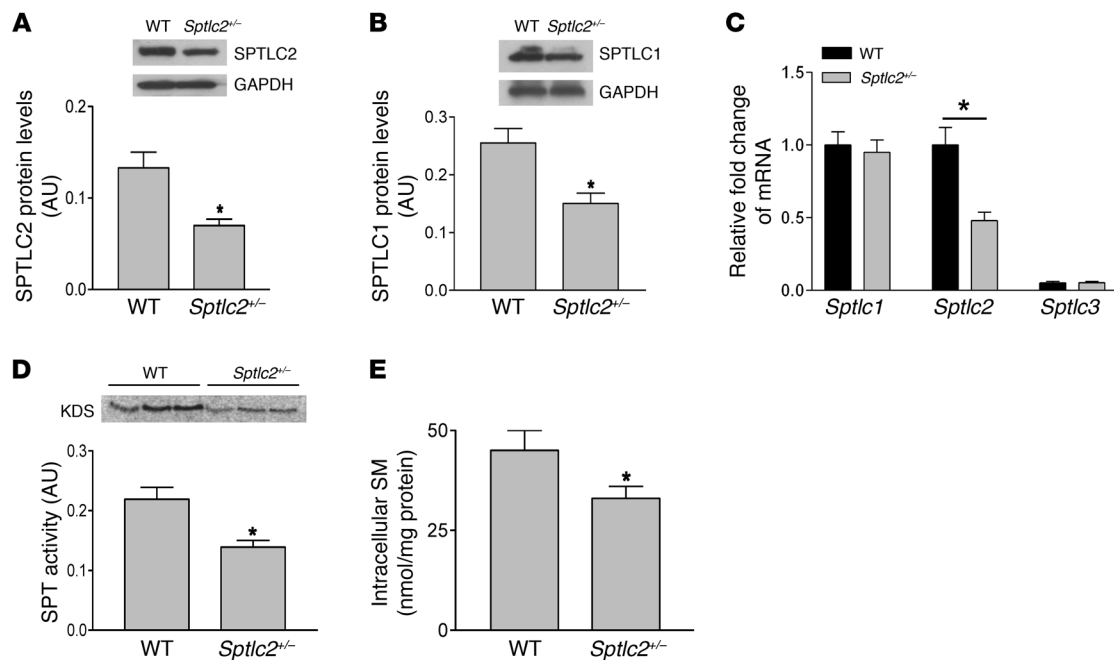 A
WT Sptlc2+/–
SPTLC2
GAPDH
SPTLC2 protein levels
(AU)
0.2
0.1
0.0
WT Sptlc2+/–
*
B
WT Sptlc2+/–
SPTLC1
GAPDH
SPTLC1 protein levels
(AU)
0.3
0.2
0.1
0.0
WT Sptlc2+/–
*
C
WT
Sptlc2+/–
Relative fold change
of mRNA
1.5
1.0
0.5
0.0
*
Sptlc1 Sptlc2 Sptlc3
D
WT Sptlc2+/–
KDS
SPT activity (AU)
0.3
0.2
0.1
0.0
*
WT Sptlc2+/–
E
Intracellular SM
(nmol/mg protein)
50
25
0
*
WT Sptlc2+/–